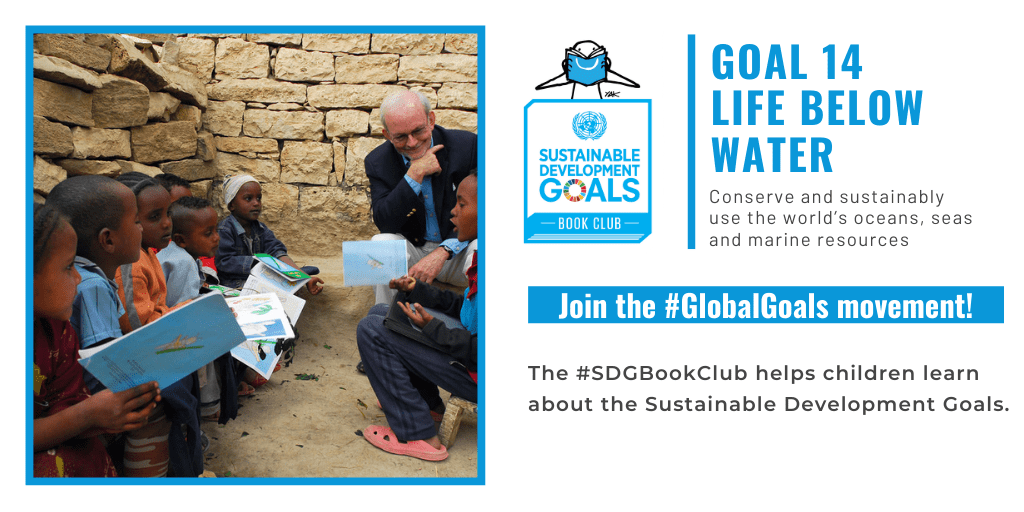 SUSTAINABLE
DEVELOPMENT
GOALS
BOOK CLUB
GOAL 14
LIFE BELOW
WATER
Conserve and sustainably
use the world's oceans, seas
and marine resources
Join the #GlobalGoals movement!
The #SDGBookClub helps children learn
about the Sustainable Development Goals.